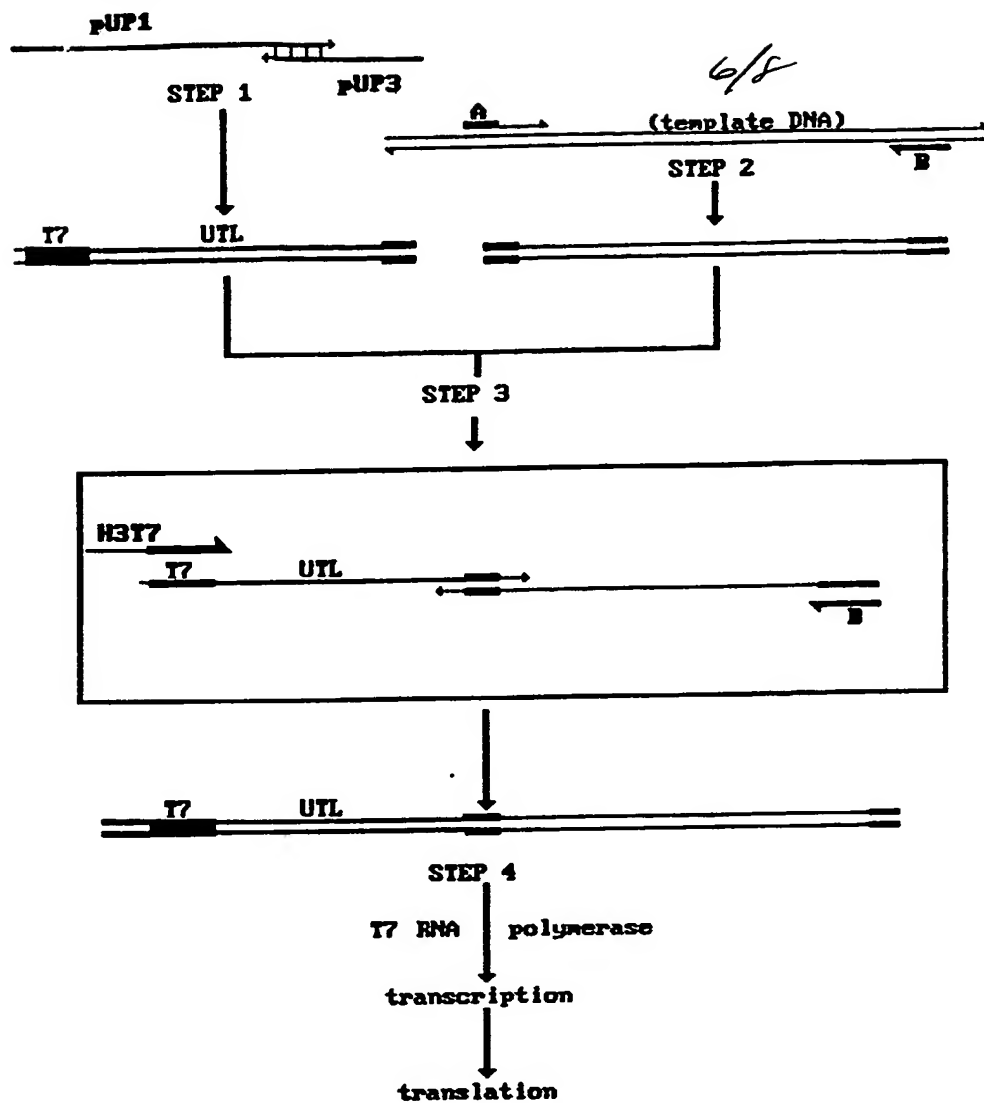 pUP1
pUP3
6/8
STEP 1
A
(template DNA)
B
STEP 2
T7 UTL
STEP 3
H3T7
T7 UTL
B
T7 UTL
STEP 4
T7 RNA polymerase
transcription
translation